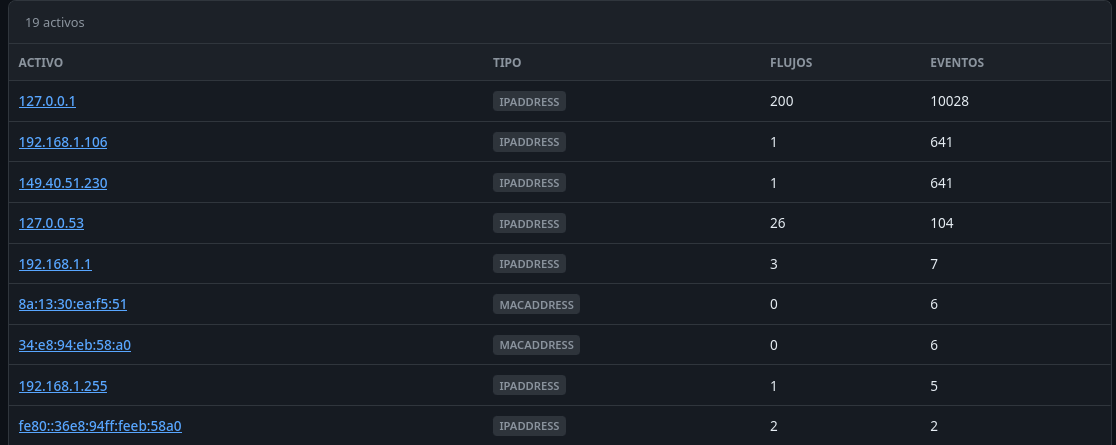 19 activos
ACTIVO TIPO FLUJOS EVENTOS
127.0.0.1 IPADDRESS 200 10028
192.168.1.106 IPADDRESS 1 641
149.40.51.230 IPADDRESS 1 641
127.0.0.53 IPADDRESS 26 104
192.168.1.1 IPADDRESS 3 7
8a:13:30:ea:f5:51 MACADDRESS 0 6
34:e8:94:eb:58:a0 MACADDRESS 0 6
192.168.1.255 IPADDRESS 1 5
fe80::36e8:94ff:feeb:58a0 IPADDRESS 2 2